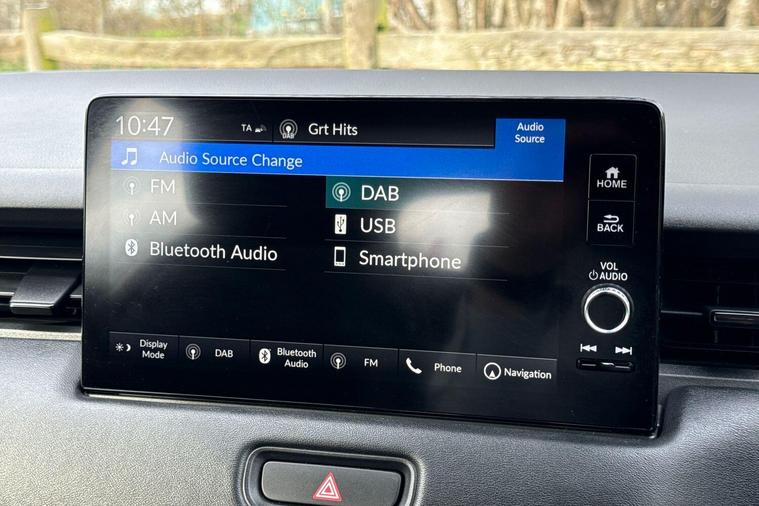 10:47 TA DAB Grt Hits Audio Source
Audio Source Change
FM DAB
AM USB
Bluetooth Audio Smartphone
Display Mode DAB Bluetooth Audio FM Phone Navigation
HOME
BACK
VOL
AUDIO